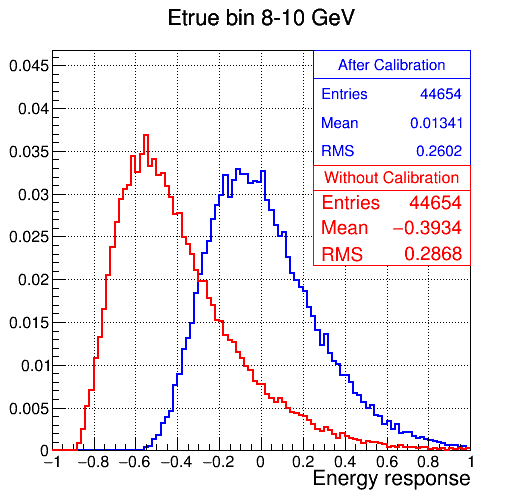 Etrue bin 8-10 GeV
After Calibration
Entries 44654
Mean 0.01341
RMS 0.2602
Without Calibration
Entries 44654
Mean −0.3934
RMS 0.2868
0.045
0.04
0.035
0.03
0.025
0.02
0.015
0.01
0.005
0
−1 −0.8 −0.6 −0.4 −0.2 0 0.2 0.4 0.6 0.8 1
Energy response